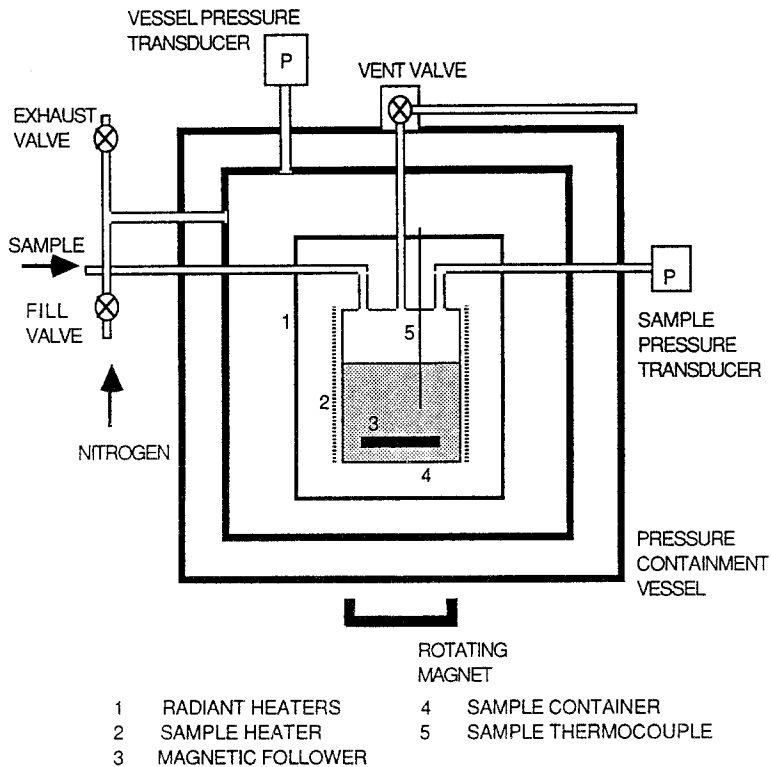 VESSEL PRESSURE
TRANSDUCER
P
VENT VALVE
EXHAUST
VALVE
SAMPLE
FILL
VALVE
NITROGEN
1
2
3
4
5
P
SAMPLE
PRESSURE
TRANSDUCER
PRESSURE
CONTAINMENT
VESSEL
ROTATING
MAGNET
1 RADIANT HEATERS
2 SAMPLE HEATER
3 MAGNETIC FOLLOWER
4 SAMPLE CONTAINER
5 SAMPLE THERMOCOUPLE